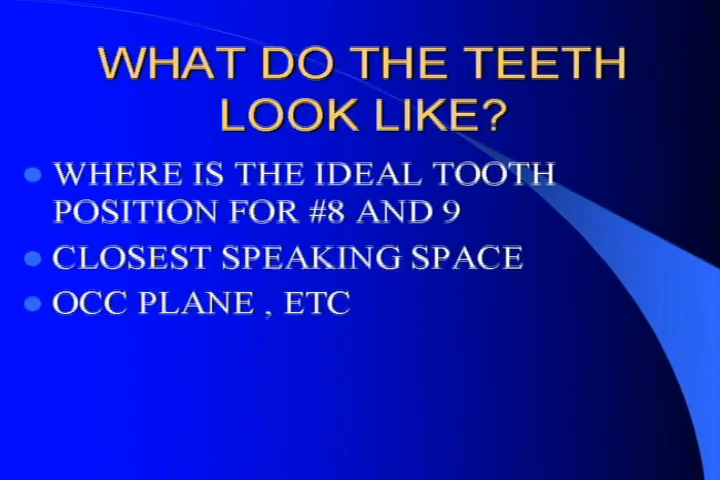 WHAT DO THE TEETH
LOOK LIKE?
WHERE IS THE IDEAL TOOTH
POSITION FOR #8 AND 9
CLOSEST SPEAKING SPACE
OCC PLANE , ETC